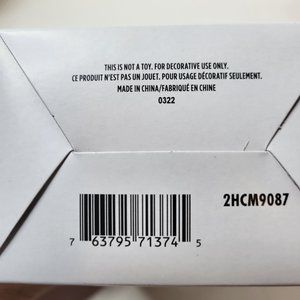 THIS IS NOT A TOY. FOR DECORATIVE USE ONLY.
CE PRODUIT N'EST PAS UN JOUET. POUR USAGE DÉCORATIF SEULEMENT.
MADE IN CHINA/FABRIQUÉ EN CHINE
0322
2HCM9087
7 63795 71374 5